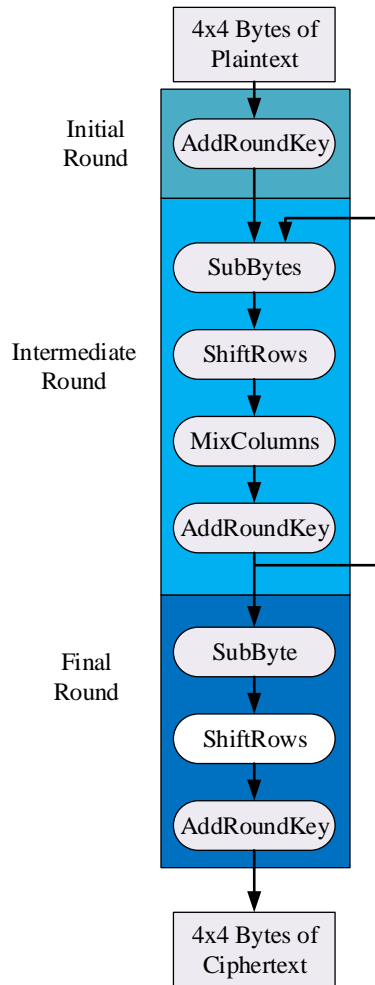 4x4 Bytes of
Plaintext
Initial
Round
AddRoundKey
SubBytes
Intermediate
Round
ShiftRows
MixColumns
AddRoundKey
Final
Round
SubByte
ShiftRows
AddRoundKey
4x4 Bytes of
Ciphertext